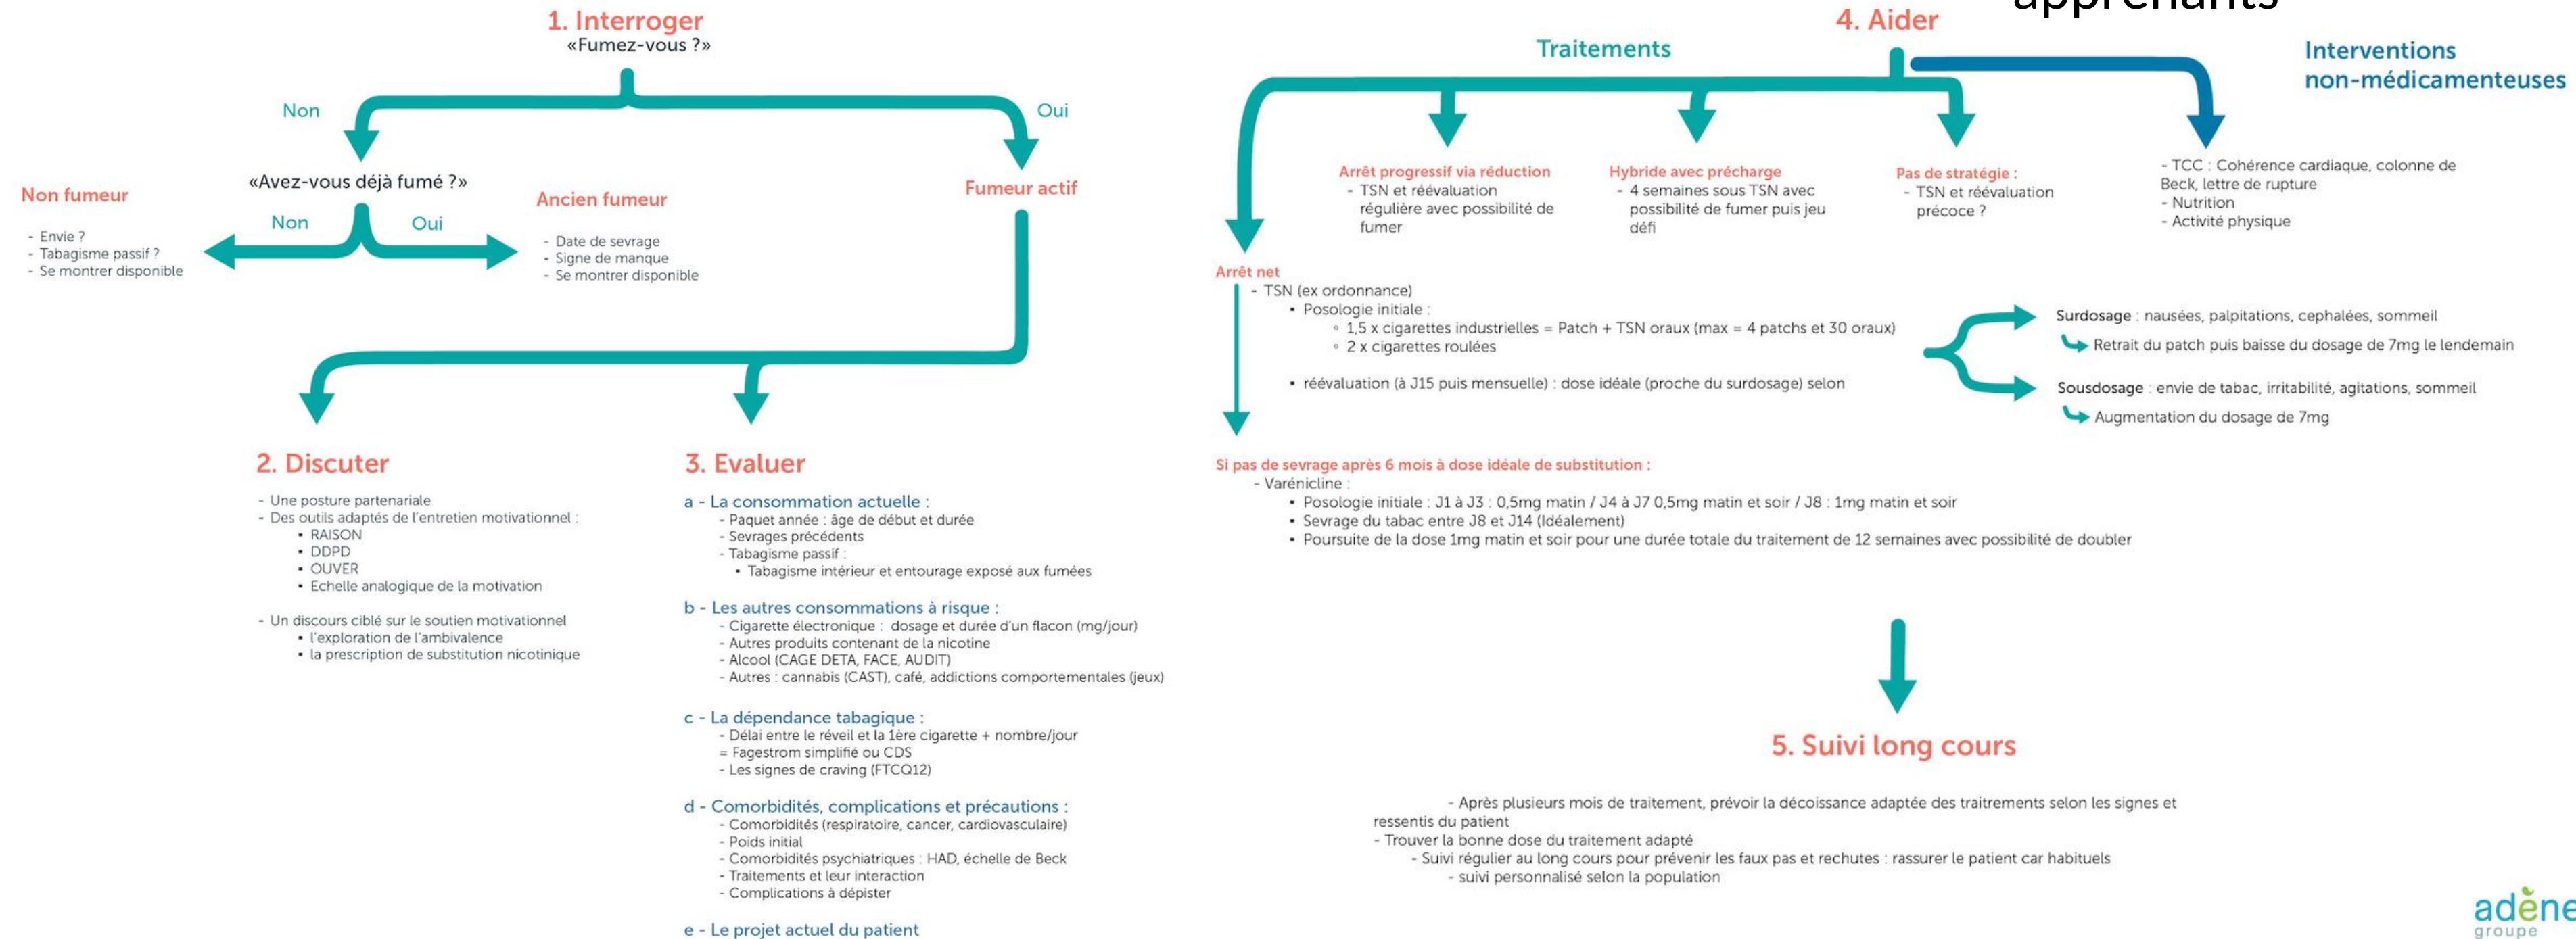 apprenants
1. Interroger
«Fumez-vous ?»
Non
Oui
«Avez-vous déjà fumé ?»
Non
Oui
Non fumeur
- Envie ?
- Tabagisme passif ?
- Se montrer disponible
Ancien fumeur
- Date de sevrage
- Signe de manque
- Se montrer disponible
Fumeur actif
2. Discuter
- Une posture partenariale
- Des outils adaptés de l'entretien motivationnel :
▪ RAISON
▪ DDPD
▪ OUVER
▪ Echelle analogique de la motivation
- Un discours ciblé sur le soutien motivationnel
▪ l'exploration de l'ambivalence
▪ la prescription de substitution nicotinique
3. Evaluer
a - La consommation actuelle :
- Paquet année : âge de début et durée
- Sevrages précédents
- Tabagisme passif :
▪ Tabagisme intérieur et entourage exposé aux fumées
b - Les autres consommations à risque :
- Cigarette électronique : dosage et durée d'un flacon (mg/jour)
- Autres produits contenant de la nicotine
- Alcool (CAGE DETA, FACE, AUDIT)
- Autres : cannabis (CAST), café, addictions comportementales (jeux)
c - La dépendance tabagique :
- Délai entre le réveil et la 1ère cigarette + nombre/jour
= Fagestrom simplifié ou CDS
- Les signes de craving (FTCQ12)
d - Comorbidités, complications et précautions :
- Comorbidités (respiratoire, cancer, cardiovasculaire)
- Poids initial
- Comorbidités psychiatriques : HAD, échelle de Beck
- Traitements et leur interaction
- Complications à dépister
e - Le projet actuel du patient
4. Aider
Traitements
Interventions
non-médicamenteuses
Arrêt progressif via réduction
- TSN et réévaluation
régulière avec possibilité de
fumer
Hybride avec précharge
- 4 semaines sous TSN avec
possibilité de fumer puis jeu
défi
Pas de stratégie :
- TSN et réévaluation
précoce ?
- TCC : Cohérence cardiaque, colonne de
Beck, lettre de rupture
- Nutrition
- Activité physique
Arrêt net
- TSN (ex ordonnance)
▪ Posologie initiale :
∘ 1,5 x cigarettes industrielles = Patch + TSN oraux (max = 4 patchs et 30 oraux)
∘ 2 x cigarettes roulées
▪ réévaluation (à J15 puis mensuelle) : dose idéale (proche du surdosage) selon
Surdosage : nausées, palpitations, cephalées, sommeil
Retrait du patch puis baisse du dosage de 7mg le lendemain
Sousdosage : envie de tabac, irritabilité, agitations, sommeil
Augmentation du dosage de 7mg
Si pas de sevrage après 6 mois à dose idéale de substitution :
- Varénicline :
▪ Posologie initiale : J1 à J3 : 0,5mg matin / J4 à J7 0,5mg matin et soir / J8 : 1mg matin et soir
▪ Sevrage du tabac entre J8 et J14 (Idéalement)
▪ Poursuite de la dose 1mg matin et soir pour une durée totale du traitement de 12 semaines avec possibilité de doubler
5. Suivi long cours
- Après plusieurs mois de traitement, prévoir la décoissance adaptée des traitrements selon les signes et
ressentis du patient
- Trouver la bonne dose du traitement adapté
- Suivi régulier au long cours pour prévenir les faux pas et rechutes : rassurer le patient car habituels
- suivi personnalisé selon la population
adène
groupe